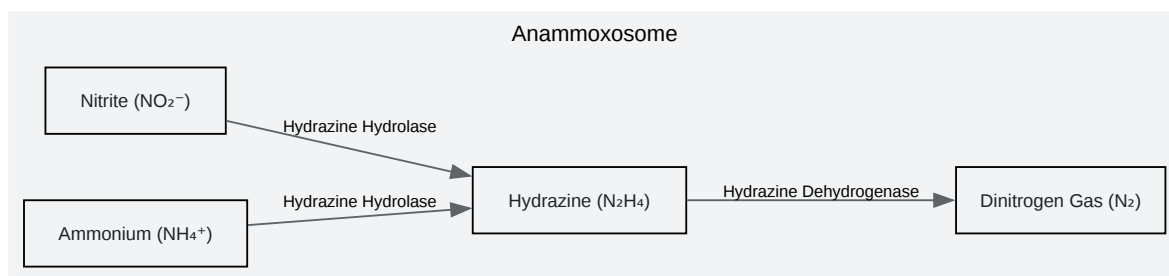 Anammoxosome
Nitrite (NO₂⁻)
Hydrazine Hydrolase
Hydrazine Hydrolase
Ammonium (NH₄⁺)
Hydrazine (N₂H₄)
Hydrazine Dehydrogenase
Dinitrogen Gas (N₂)